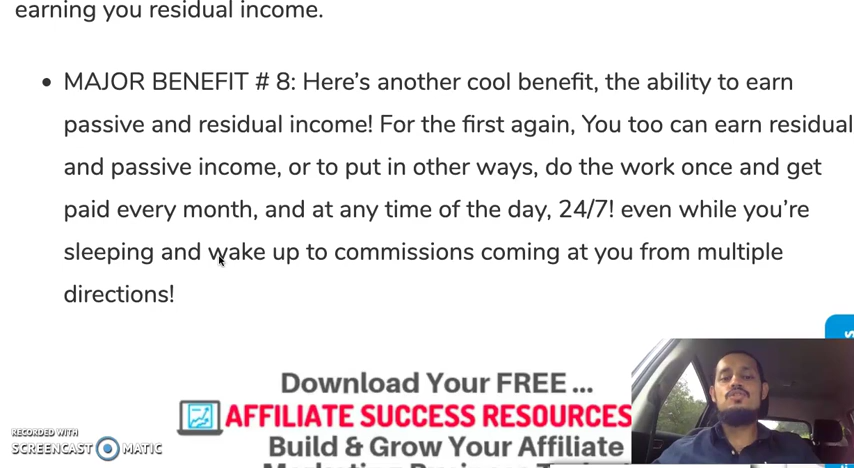 earning you residual income.
MAJOR BENEFIT # 8: Here's another cool benefit, the ability to earn
passive and residual income! For the first again, You too can earn residual
and passive income, or to put in other ways, do the work once and get
paid every month, and at any time of the day, 24/7! even while you're
sleeping and wake up to commissions coming at you from multiple
directions!
Download Your FREE ...
AFFILIATE SUCCESS RESOURCES
Build & Grow Your Affiliate
RECORDED WITH
SCREENCAST MATIC